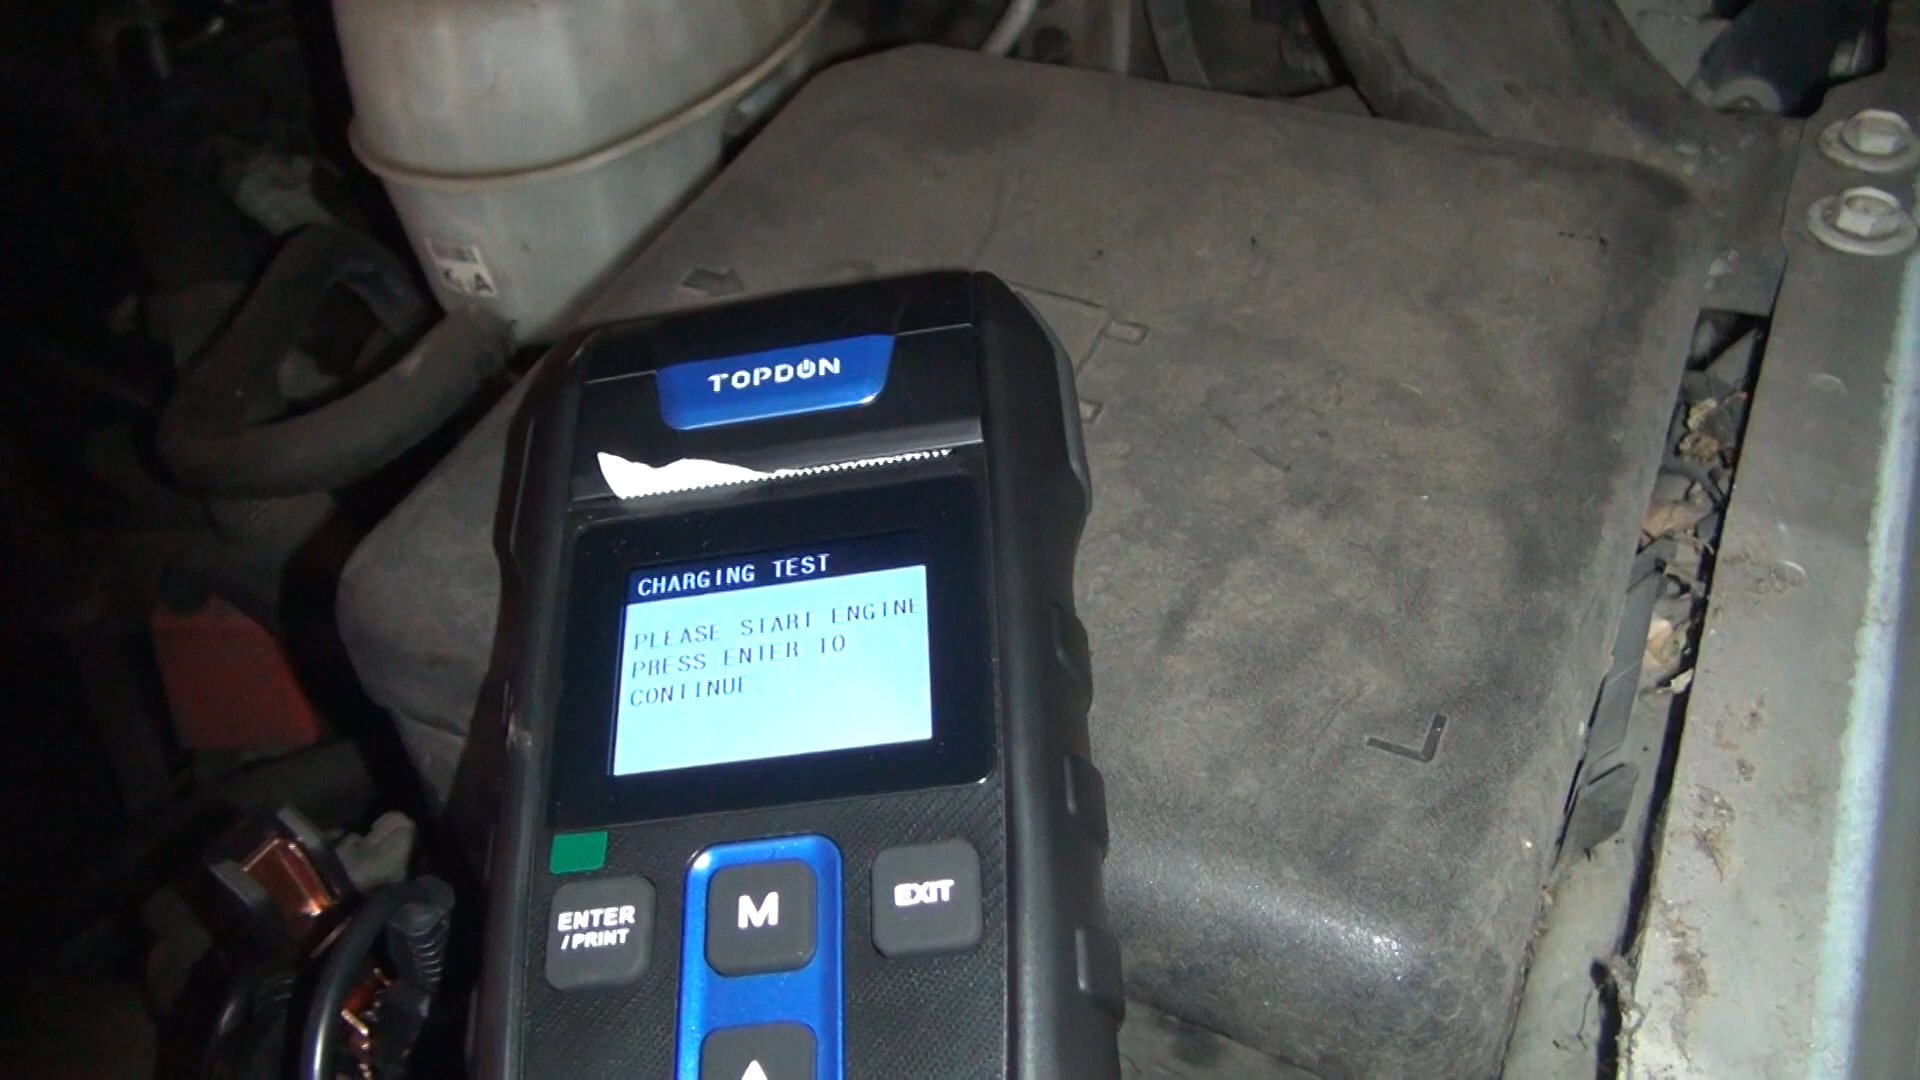 TOPDON
CHARGING TEST
PLEASE START ENGINE
PRESS ENTER TO
CONTINUE.
ENTER
/ PRINT
M
EXIT